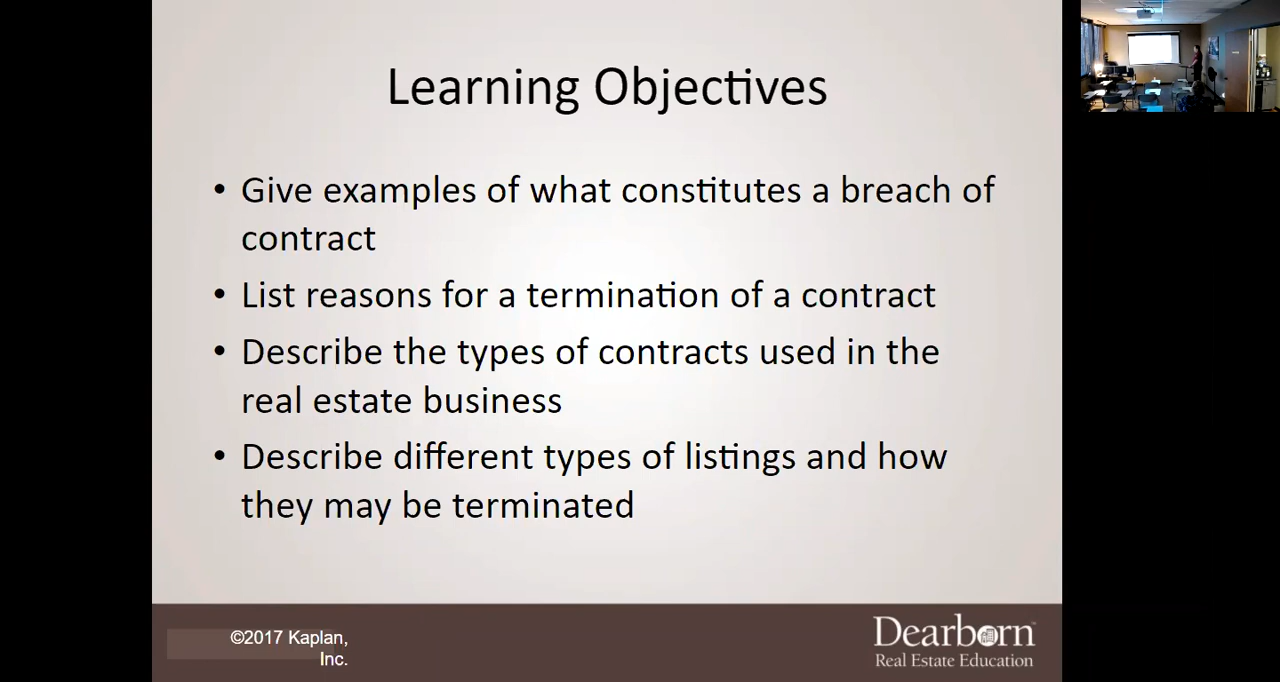 Learning Objectives
• Give examples of what constitutes a breach of
contract
• List reasons for a termination of a contract
• Describe the types of contracts used in the
real estate business
• Describe different types of listings and how
they may be terminated
©2017 Kaplan,
Inc.
Dearborn™
Real Estate Education